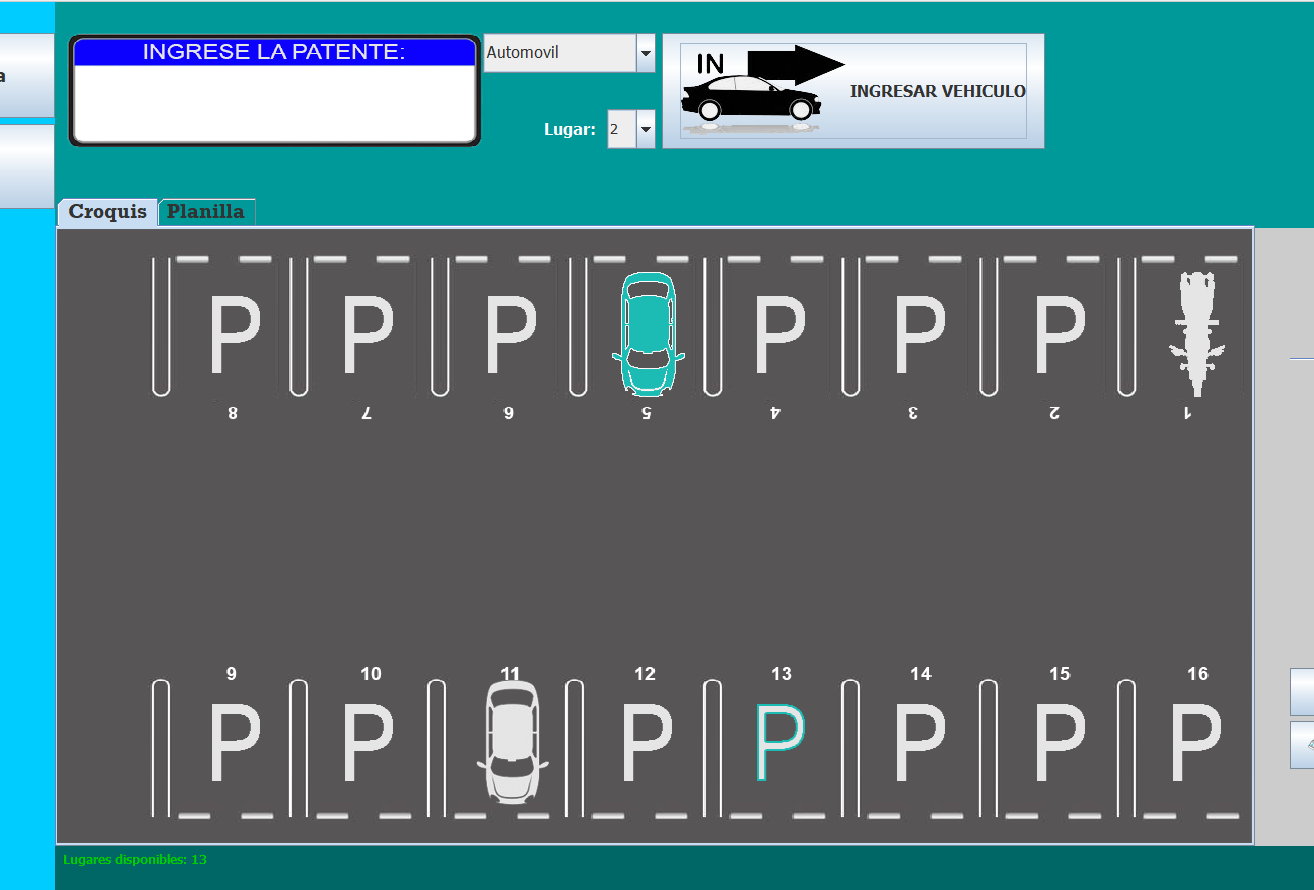 a
INGRESE LA PATENTE:
Automovil
IN
INGRESAR VEHICULO
Lugar:
2
Croquis
Planilla
P P P P P P
8 7 6 5 4 3 2 1
9 10 11 12 13 14 15 16
P P P P P P P
Lugares disponibles: 13